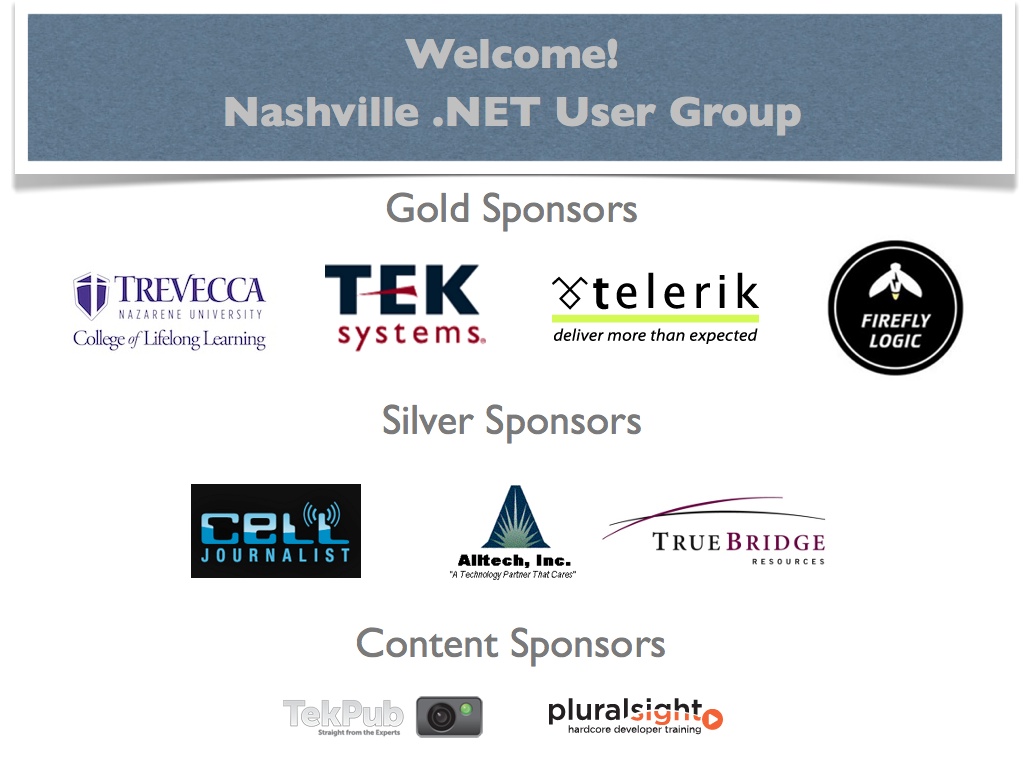 Welcome!
Nashville .NET User Group
Gold Sponsors
TREVECCA
NAZARENE UNIVERSITY
College of Lifelong Learning
TEK
systems®
telerik
deliver more than expected
FIREFLY
LOGIC
Silver Sponsors
CELL
JOURNALIST
Alltech, Inc.
"A Technology Partner That Cares"
TRUEBRIDGE
RESOURCES
Content Sponsors
TekPub
Straight from the Experts
pluralsight
hardcore developer training